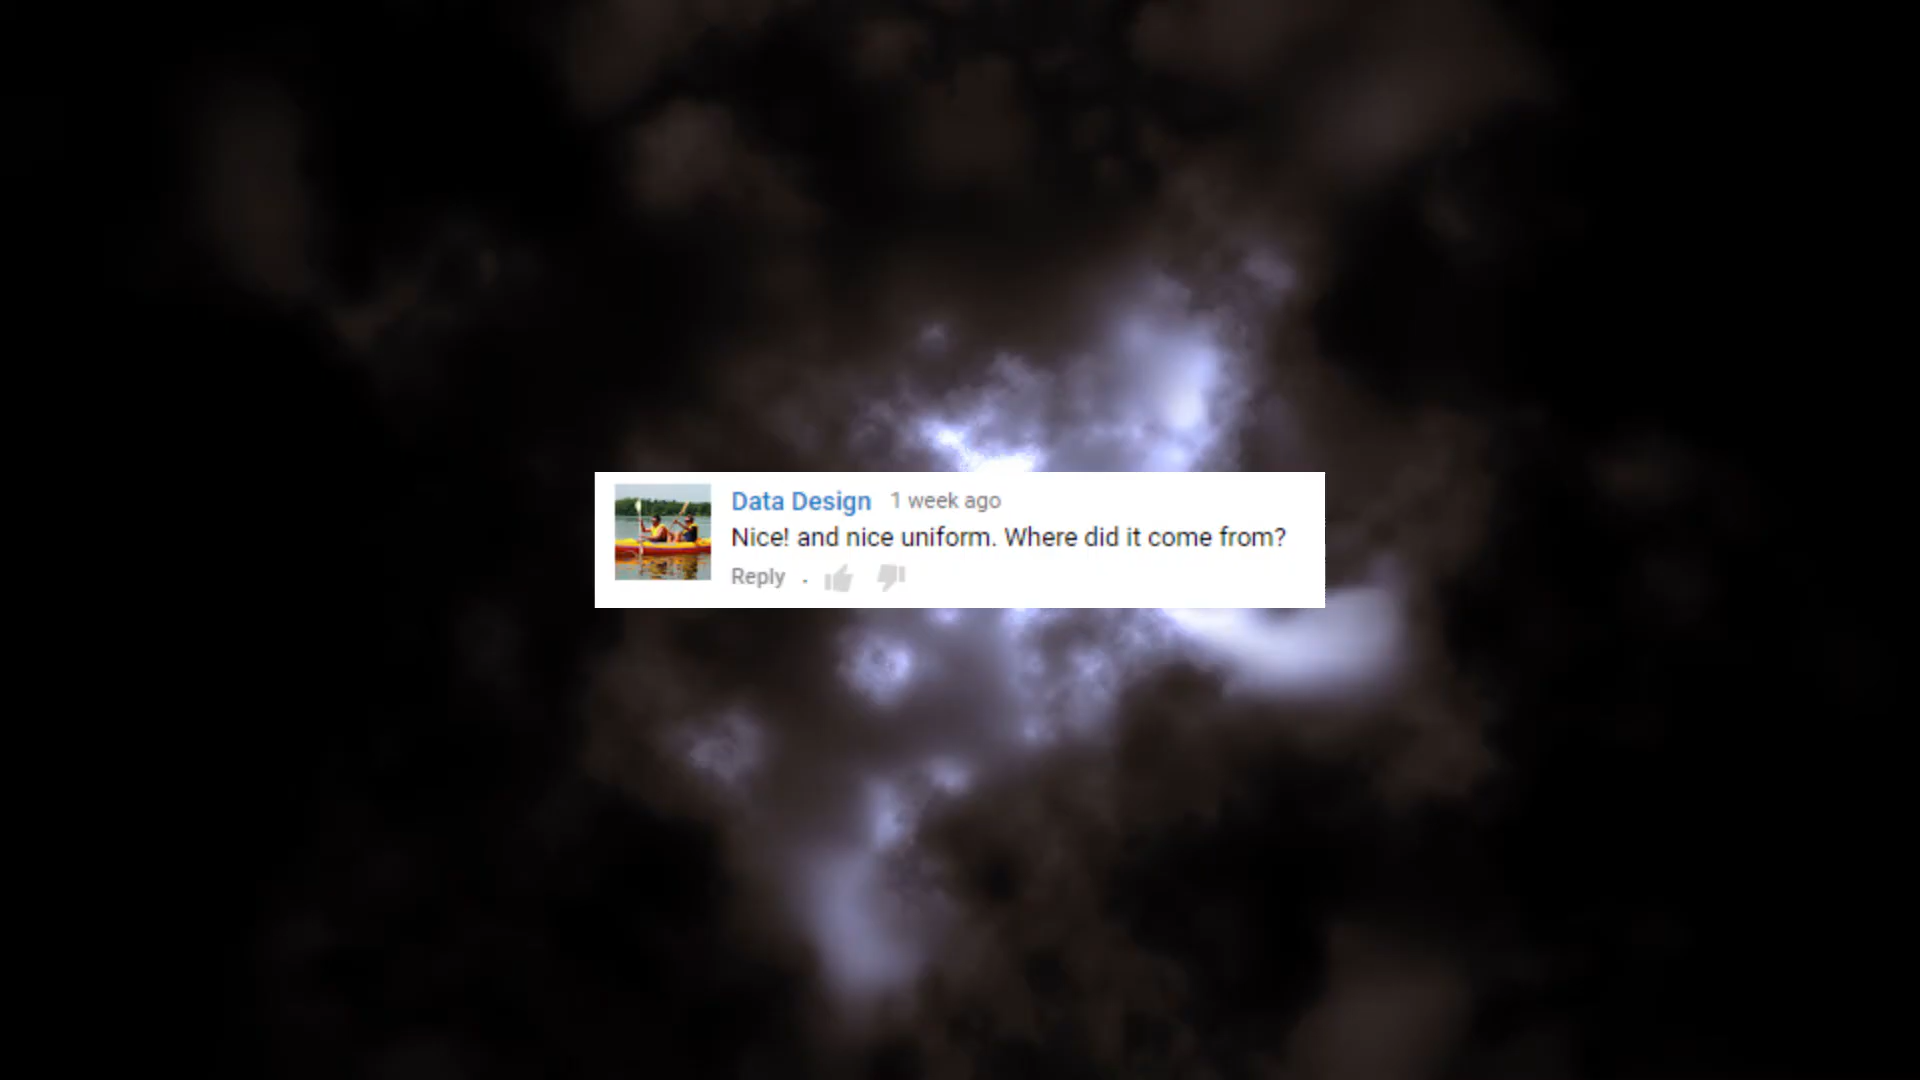 Data Design 1 week ago
Nice! and nice uniform. Where did it come from?
Reply .